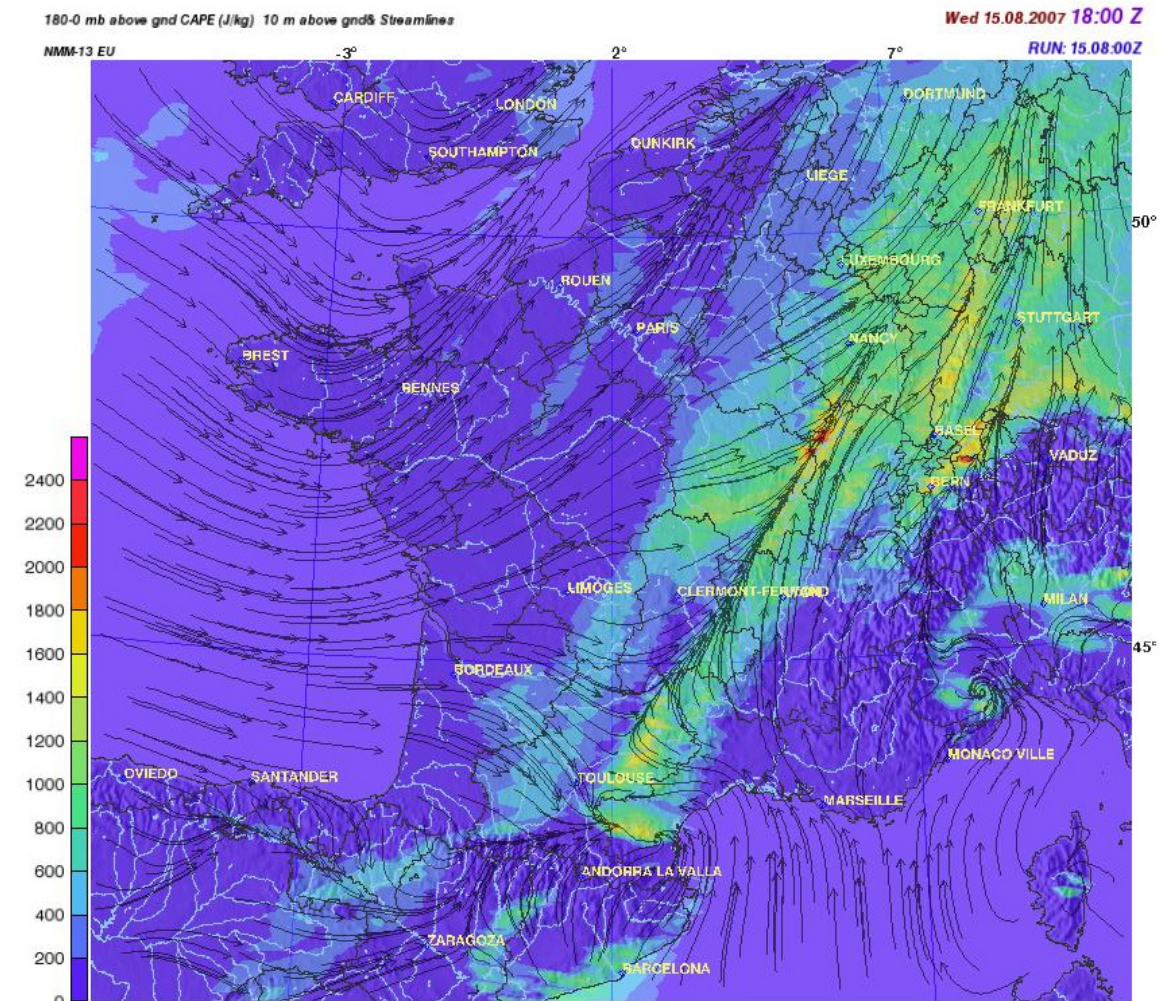 180-0 mb above gnd CAPE (J/kg) 10 m above gnd& Streamlines
Wed 15.08.2007 18:00 Z
NMM-13 EU
RUN: 15.08:00Z
-3°
2°
7°
CARDIFF
LONDON
DORTMUND
SOUTHAMPTON
DUNKIRK
LIEGE
FRANKFURT
50°
LUXEMBOURG
ROUEN
STUTTGART
PARIS
NANCY
BREST
RENNES
BASEL
VADUZ
BERN
LIMOGES
CLERMONT-FERRAND
MILAN
45°
BORDEAUX
MONACO VILLE
OVIEDO
SANTANDER
TOULOUSE
MARSEILLE
ANDORRA LA VALLA
ZARAGOZA
BARCELONA
2400
2200
2000
1800
1600
1400
1200
1000
800
600
400
200
0